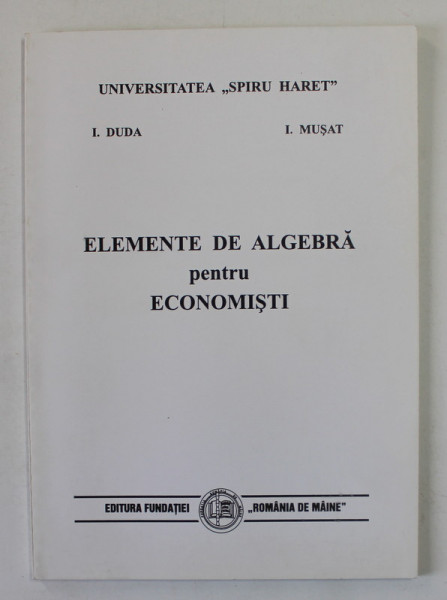 UNIVERSITATEA „SPIRU HARET”
I. DUDA I. MUŞAT
ELEMENTE DE ALGEBRĂ
pentru
ECONOMIŞTI
EDITURA FUNDAŢIEI „ROMÂNIA DE MÂINE”